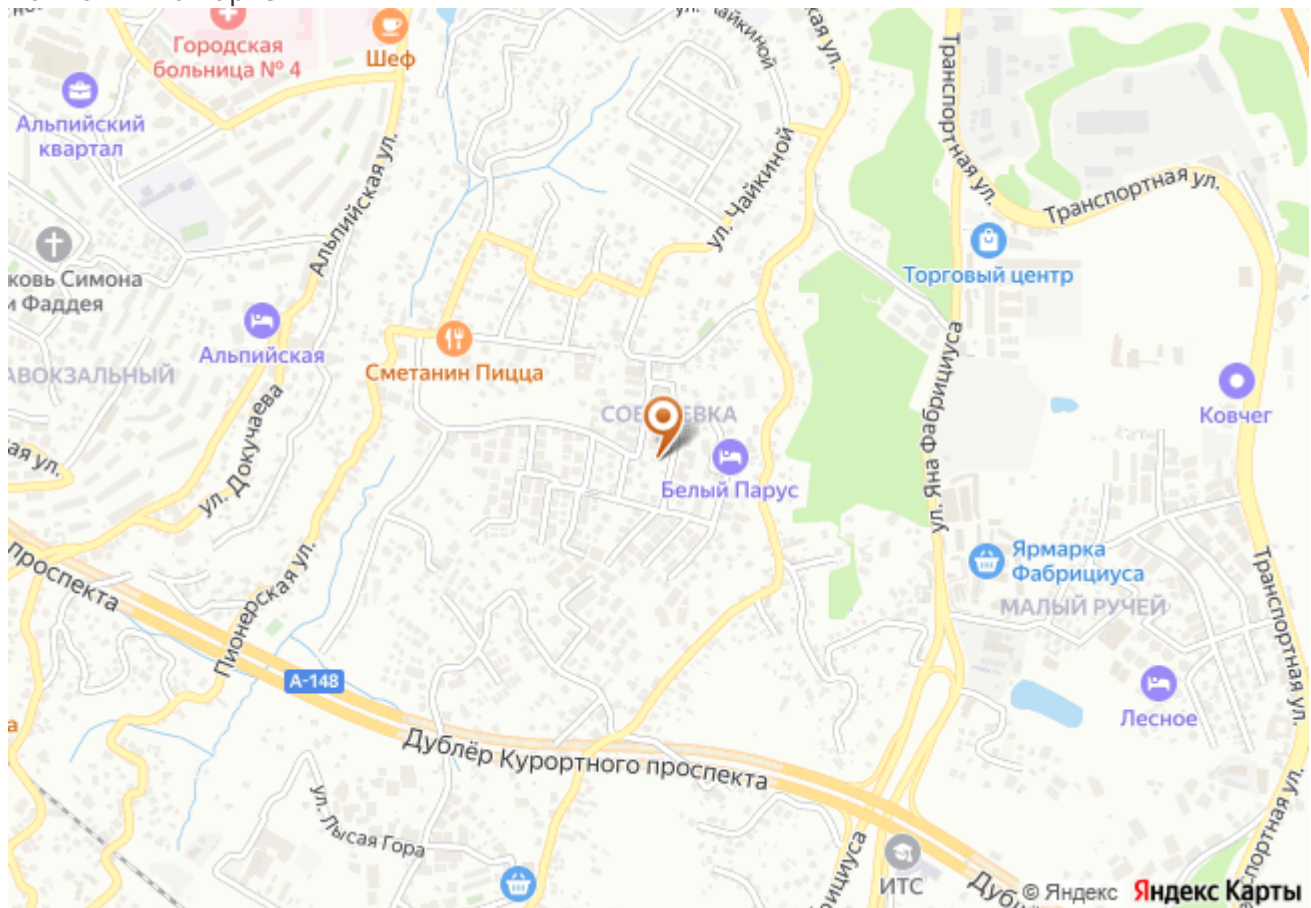 Городская
больница № 4
Шеф
Чайкиной
Транспортная ул.
Альпийский
квартал
Альпийская ул.
ул. Чайкиной
Транспортная ул.
ковь Симона
и Фаддея
Торговый центр
Альпийская
Сметанин Пицца
АВОКЗАЛЬНЫЙ
ул. Яна Фабрициуса
Ковчег
ая ул.
ул. Докучаева
Белый Парус
проспекта
Пионерская ул.
Ярмарка
Фабрициуса
МАЛЫЙ РУЧЕЙ
Транспортная ул.
А-148
Лесное
Дублёр Курортного проспекта
ул. Лысая Гора
ИТС
© Яндекс Яндекс Карты